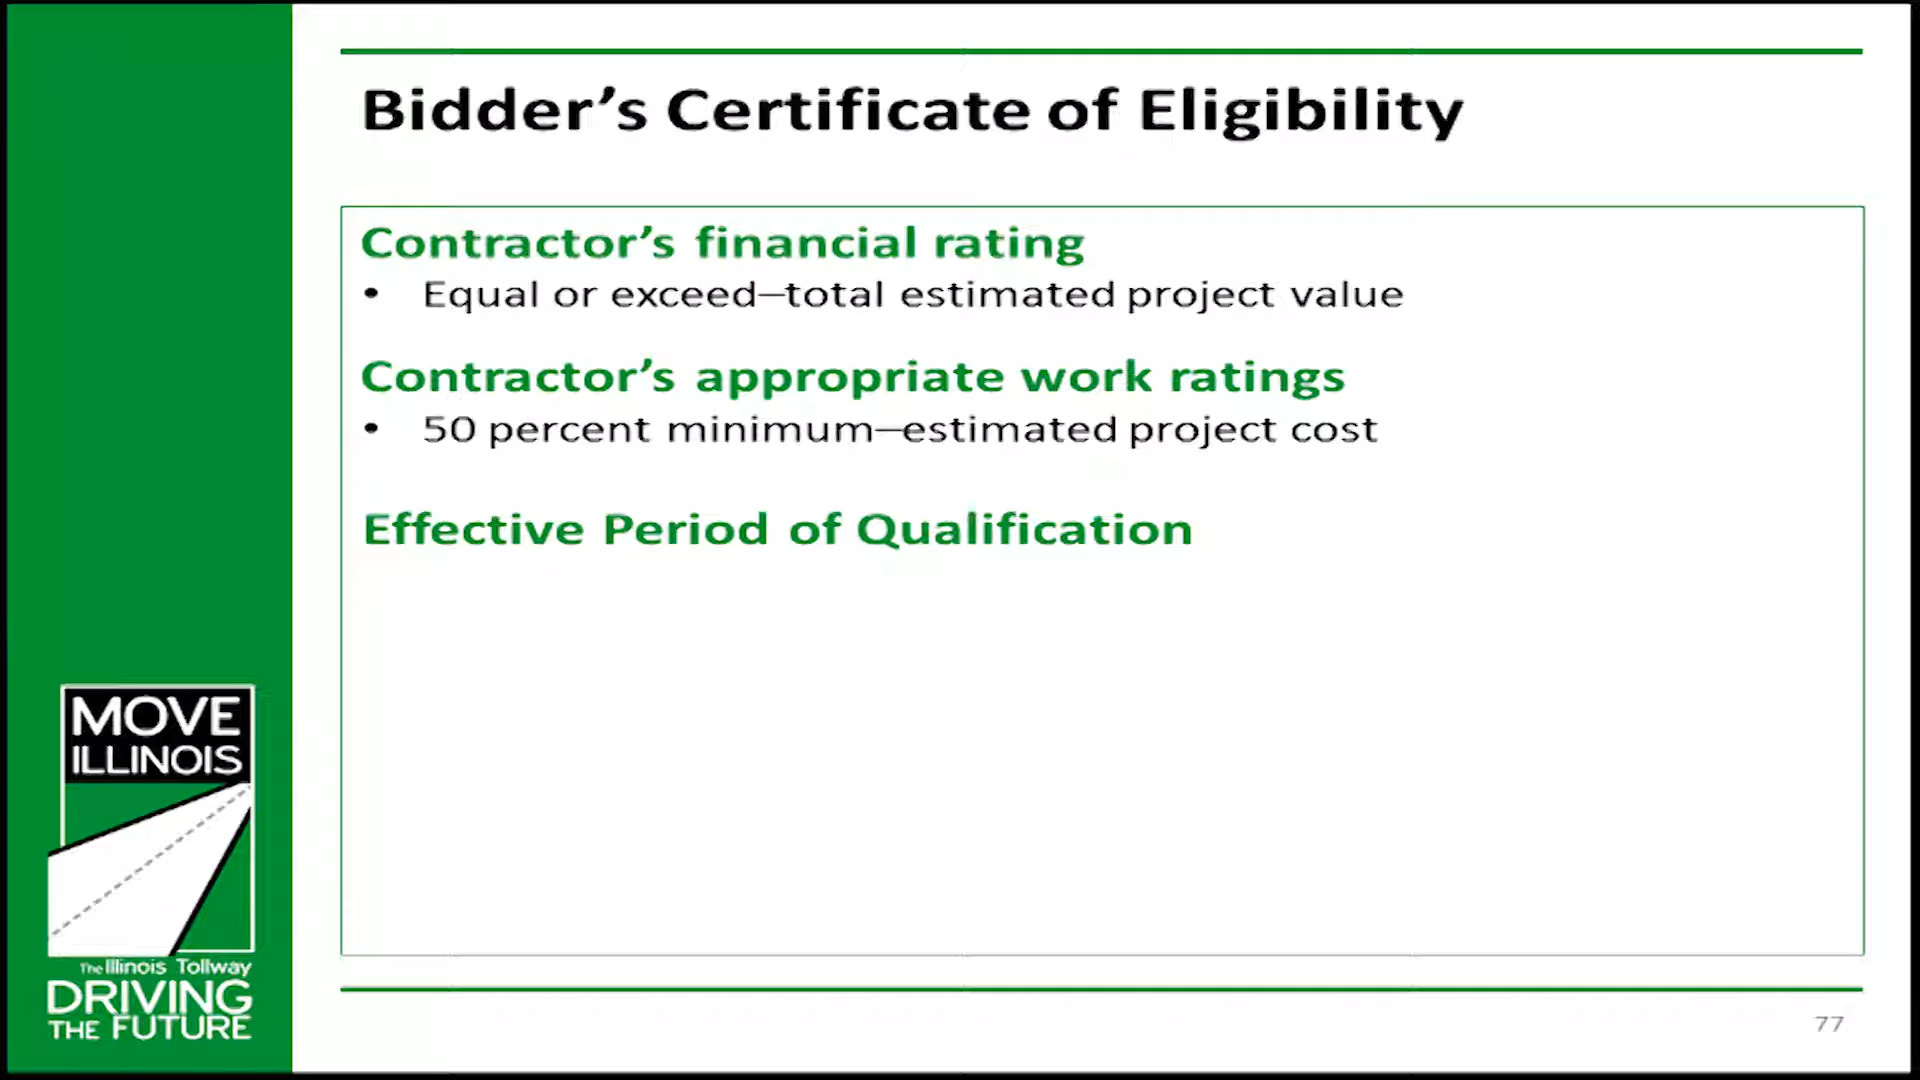 Bidder’s Certificate of Eligibility
Contractor’s financial rating
• Equal or exceed–total estimated project value
Contractor’s appropriate work ratings
• 50 percent minimum–estimated project cost
Effective Period of Qualification
MOVE
ILLINOIS
The Illinois Tollway
DRIVING
THE FUTURE
77